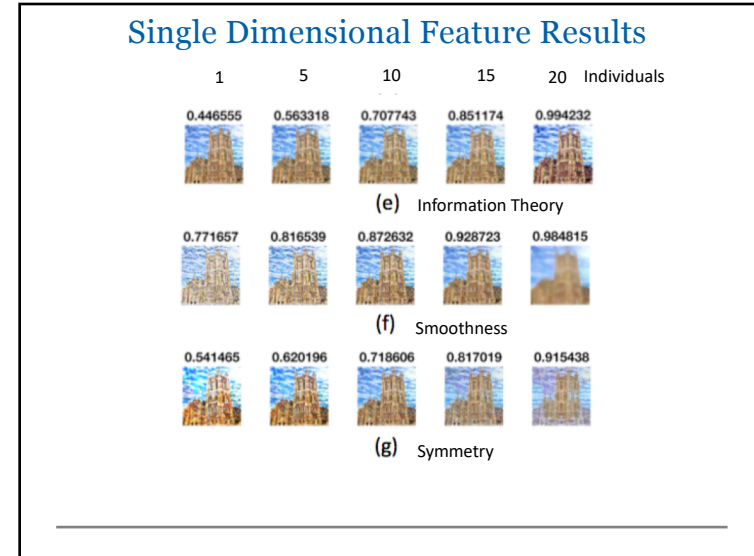 Single Dimensional Feature Results
1 5 10 15 20 Individuals
0.446555 0.563318 0.707743 0.851174 0.994232
(e) Information Theory
0.771657 0.816539 0.872632 0.928723 0.984815
(f) Smoothness
0.541465 0.620196 0.718606 0.817019 0.915438
(g) Symmetry